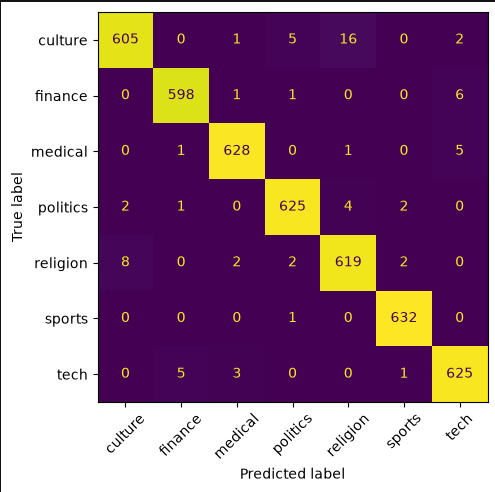 True label
culture 605 0 1 5 16 0 2
finance 0 598 1 1 0 0 6
medical 0 1 628 0 1 0 5
politics 2 1 0 625 4 2 0
religion 8 0 2 2 619 2 0
sports 0 0 0 1 0 632 0
tech 0 5 3 0 0 1 625
culture finance medical politics religion sports tech
Predicted label